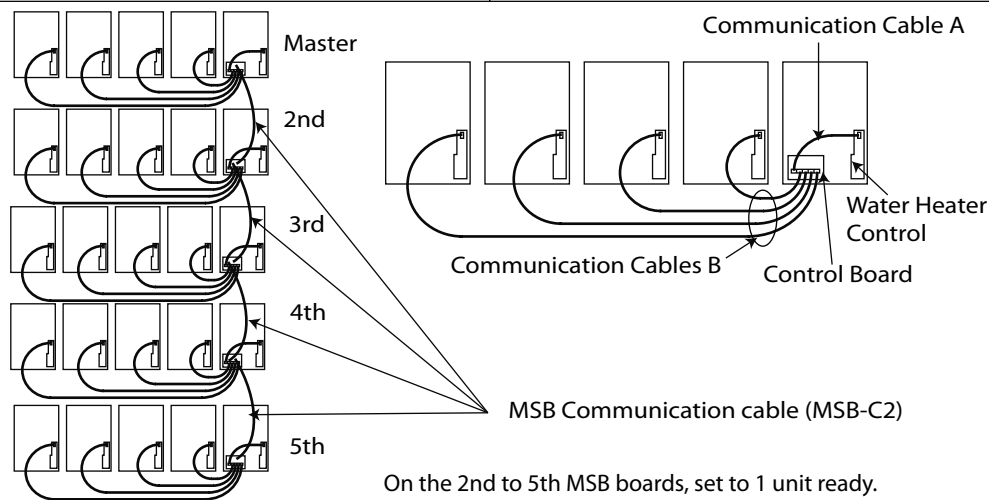 Master
2nd
3rd
4th
5th
Communication Cable A
Water Heater
Control
Communication Cables B
Control Board
MSB Communication cable (MSB-C2)
On the 2nd to 5th MSB boards, set to 1 unit ready.